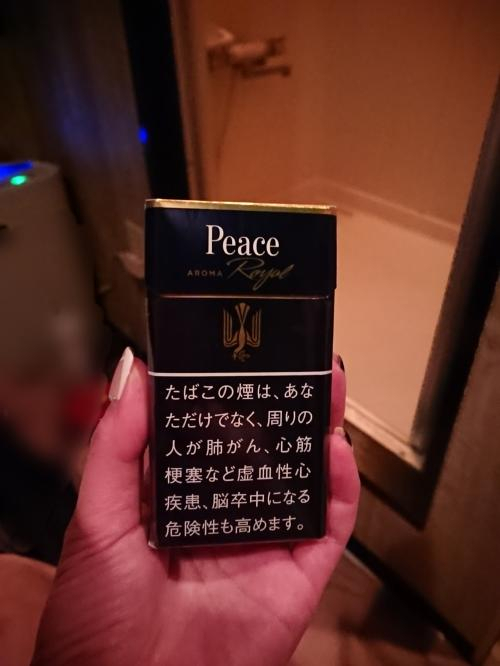 Peace
AROMA Royal
たばこの煙は、あな
ただけでなく、周りの
人が肺がん、心筋
梗塞など虚血性心
疾患、脳卒中になる
危険性も高めます。